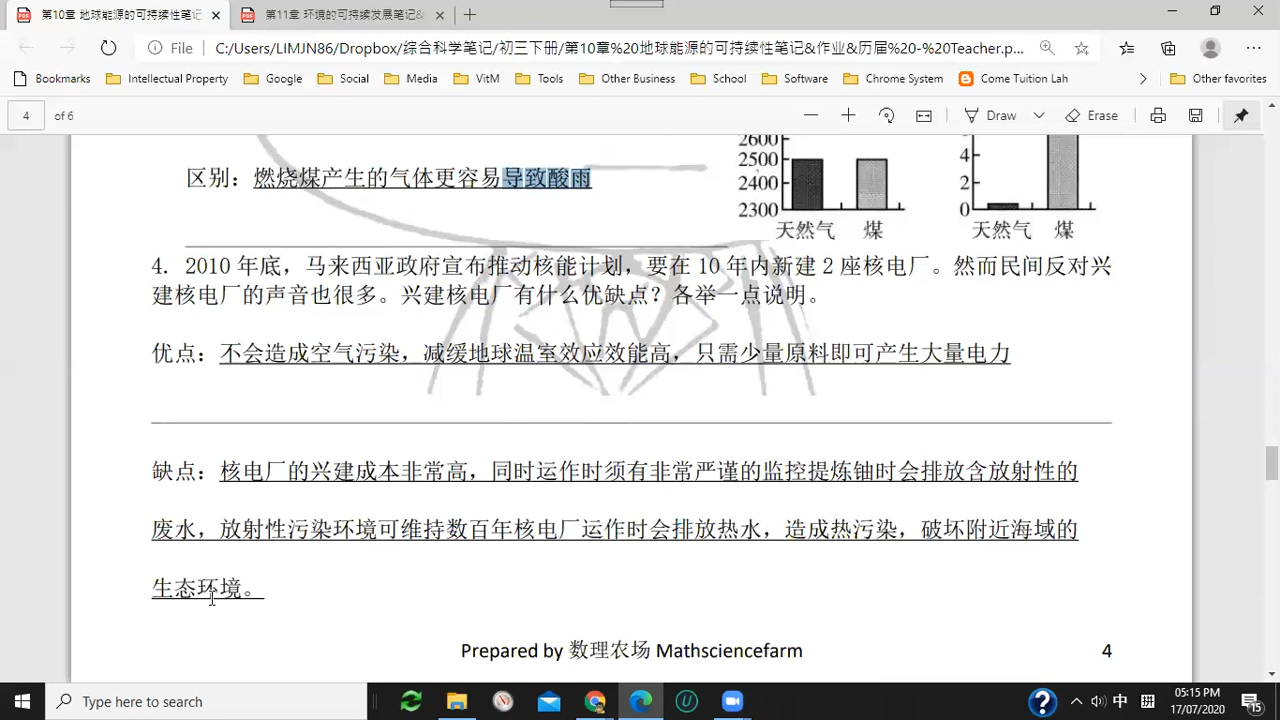 第10章 地球能源的可持续性笔记
第11章 环境的可持续发展笔记&
File
C:/Users/LIMJN86/Dropbox/综合科学笔记/初三下册/第10章%20地球能源的可持续性笔记&作业&历届%20-%20Teacher.p...
Bookmarks Intellectual Property Google Social Media VitM Tools Other Business School Software Chrome System Come Tuition Lah Other favorites
4 of 6 Draw Erase
区别：燃烧煤产生的气体更容易导致酸雨
2600
2500
2400
2300
天然气 煤
4
2
0
天然气 煤
4. 2010 年底，马来西亚政府宣布推动核能计划，要在 10 年内新建 2 座核电厂。然而民间反对兴
建核电厂的声音也很多。兴建核电厂有什么优缺点？各举一点说明。
优点：不会造成空气污染，减缓地球温室效应效能高，只需少量原料即可产生大量电力
缺点：核电厂的兴建成本非常高，同时运作时须有非常严谨的监控提炼铀时会排放含放射性的
废水，放射性污染环境可维持数百年核电厂运作时会排放热水，造成热污染，破坏附近海域的
生态环境。
Prepared by 数理农场 Mathsciencefarm 4
Type here to search
中 拼
05:15 PM
17/07/2020
15